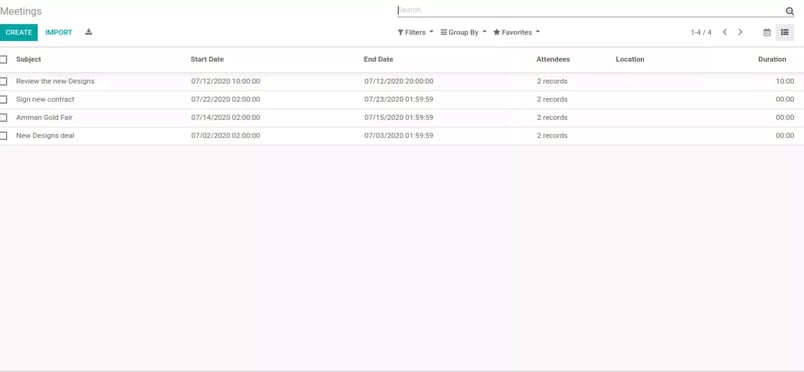 Meetings
Search...
CREATE IMPORT Filters Group By Favorites 1-4 / 4
Subject Start Date End Date Attendees Location Duration
Review the new Designs 07/12/2020 10:00:00 07/12/2020 20:00:00 2 records 10:00
Sign new contract 07/22/2020 02:00:00 07/23/2020 01:59:59 2 records 00:00
Amman Gold Fair 07/14/2020 02:00:00 07/15/2020 01:59:59 2 records 00:00
New Designs deal 07/02/2020 02:00:00 07/03/2020 01:59:59 2 records 00:00